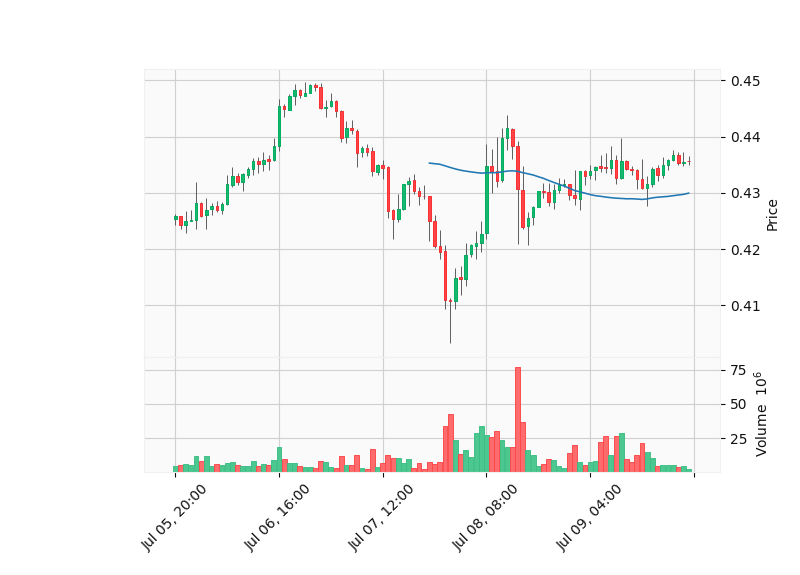 0.45
0.44
0.43
0.42
0.41
Price
75
50
25
Volume 10^6
Jul 05, 20:00
Jul 06, 16:00
Jul 07, 12:00
Jul 08, 08:00
Jul 09, 04:00